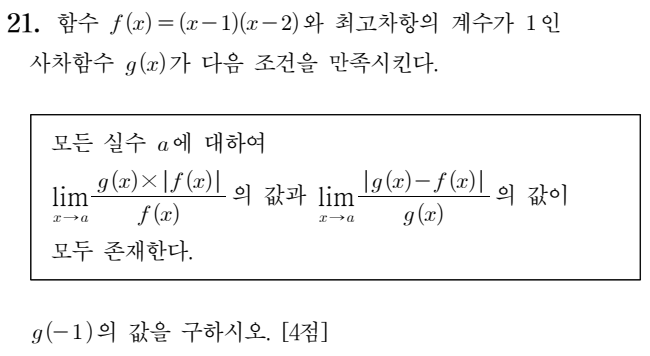 21. 함수 f(x)=(x-1)(x-2)와 최고차항의 계수가 1인
사차함수 g(x)가 다음 조건을 만족시킨다.
모든 실수 a에 대하여
lim_{x→a} \frac{g(x)×|f(x)|}{f(x)} 의 값과 lim_{x→a} \frac{|g(x)-f(x)|}{g(x)} 의 값이
모두 존재한다.
g(-1)의 값을 구하시오. [4점]